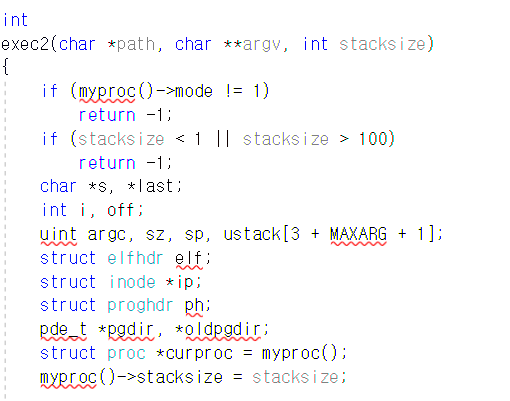 int
exec2(char *path, char **argv, int stacksize)
{
    if (myproc()->mode != 1)
        return -1;
    if (stacksize < 1 || stacksize > 100)
        return -1;
    char *s, *last;
    int i, off;
    uint argc, sz, sp, ustack[3 + MAXARG + 1];
    struct elfhdr elf;
    struct inode *ip;
    struct proghdr ph;
    pde_t *pgdir, *oldpgdir;
    struct proc *curproc = myproc();
    myproc()->stacksize = stacksize;